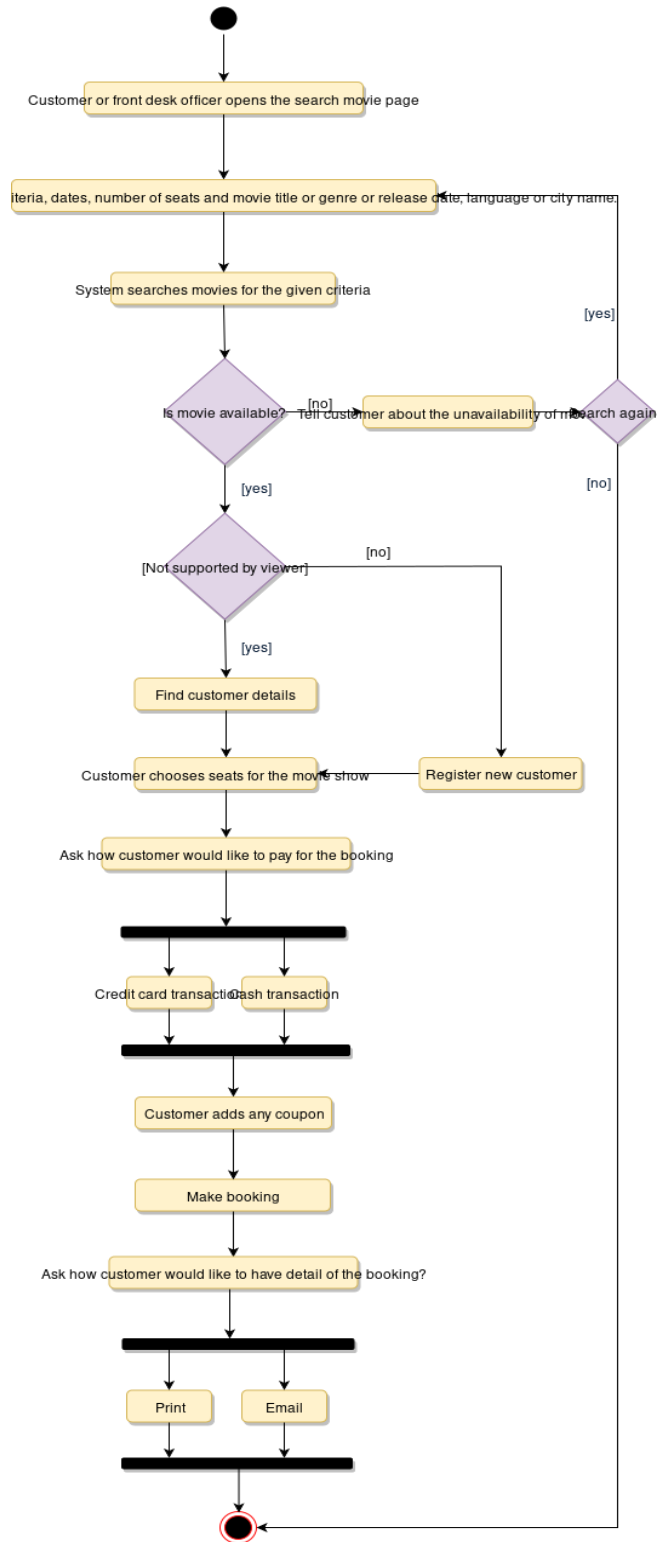 Customer or front desk officer opens the search movie page
iteria, dates, number of seats and movie title or genre or release date, language or city name.
System searches movies for the given criteria
[yes]
Is movie available?
[no]
Tell customer about the unavailability of
earch again
[yes]
[no]
[Not supported by viewer]
[no]
[yes]
Find customer details
Customer chooses seats for the movie show
Register new customer
Ask how customer would like to pay for the booking
Credit card transaction
Cash transaction
Customer adds any coupon
Make booking
Ask how customer would like to have detail of the booking?
Print
Email